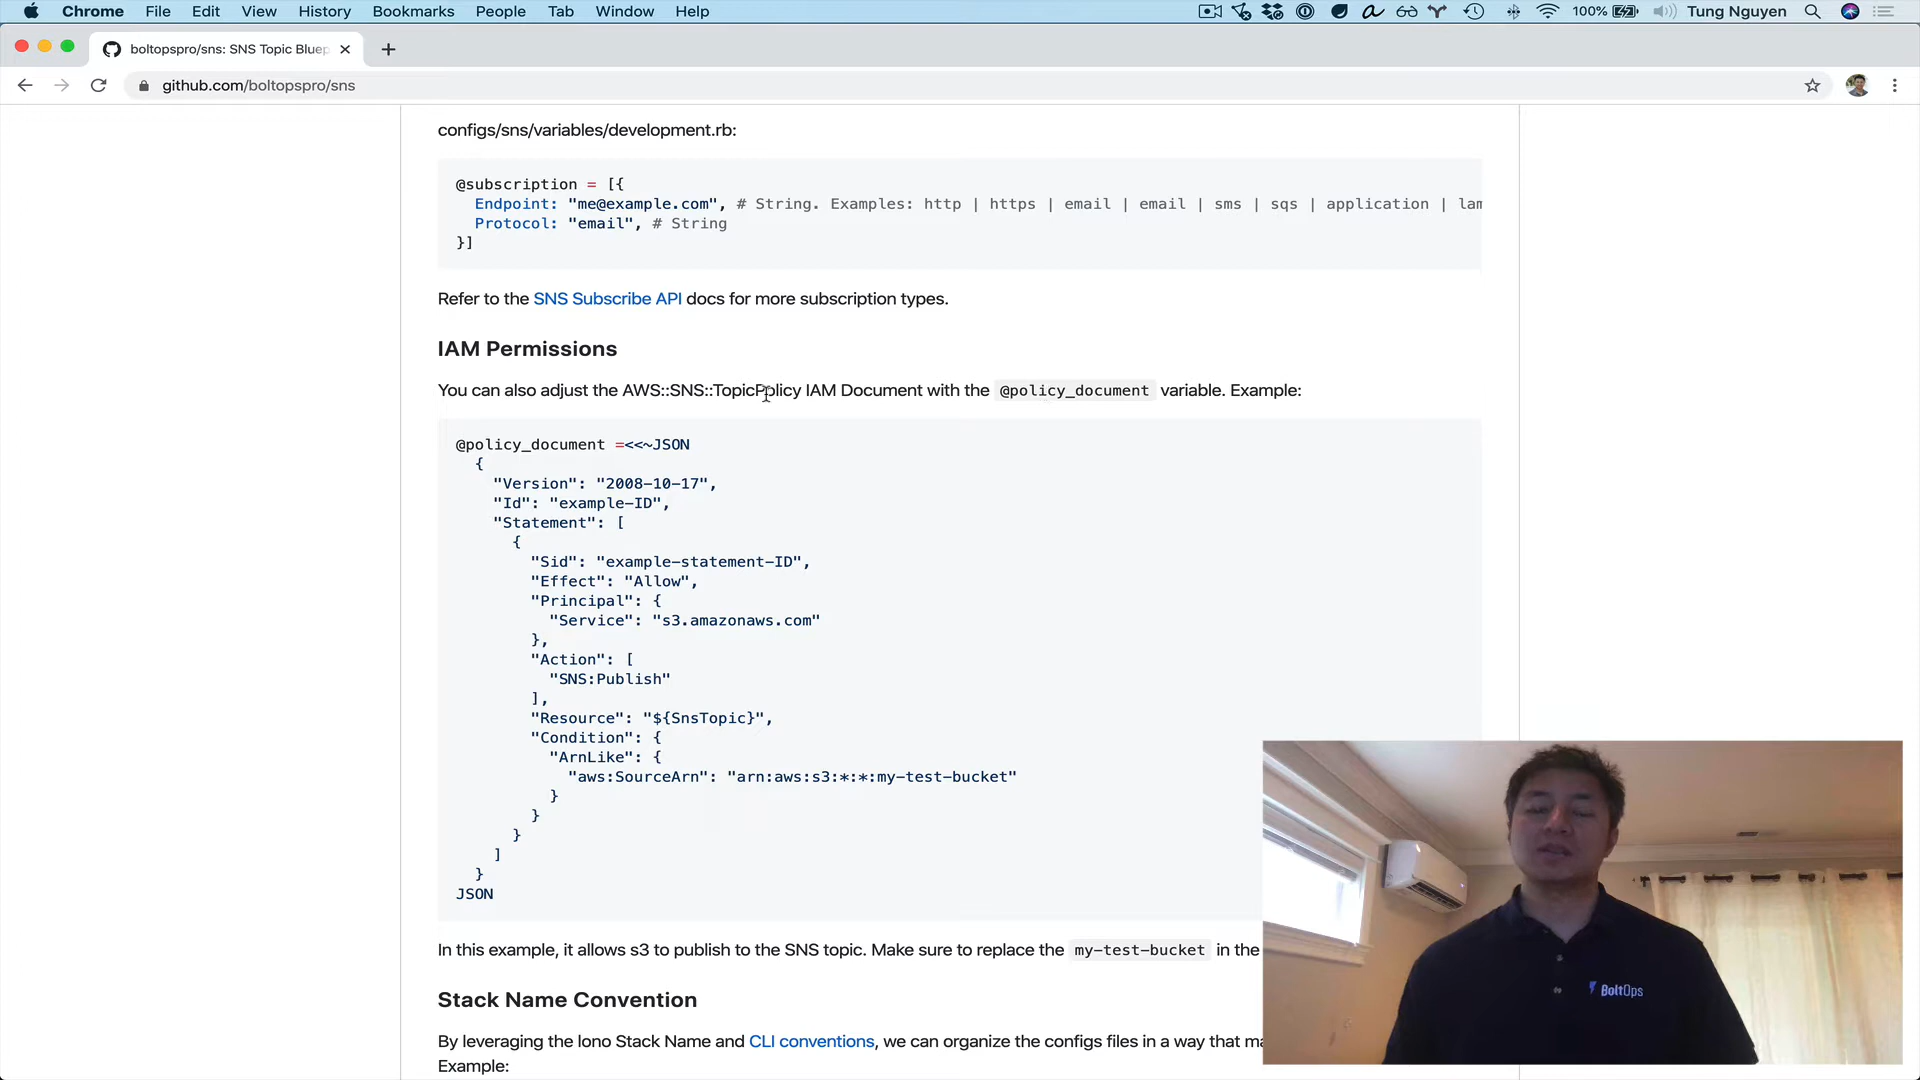 Chrome File Edit View History Bookmarks People Tab Window Help 100% Tung Nguyen
boltopspro/sns: SNS Topic Bluep
github.com/boltopspro/sns
configs/sns/variables/development.rb:
@subscription = [{
Endpoint: "me@example.com", # String. Examples: http | https | email | email | sms | sqs | application | lam
Protocol: "email", # String
}]
Refer to the SNS Subscribe API docs for more subscription types.
IAM Permissions
You can also adjust the AWS::SNS::TopicPolicy IAM Document with the @policy_document variable. Example:
@policy_document =<<~JSON
{
"Version": "2008-10-17",
"Id": "example-ID",
"Statement": [
{
"Sid": "example-statement-ID",
"Effect": "Allow",
"Principal": {
"Service": "s3.amazonaws.com"
},
"Action": [
"SNS:Publish"
],
"Resource": "${SnsTopic}",
"Condition": {
"ArnLike": {
"aws:SourceArn": "arn:aws:s3:*:*:my-test-bucket"
}
}
}
]
}
JSON
In this example, it allows s3 to publish to the SNS topic. Make sure to replace the my-test-bucket in the
Stack Name Convention
By leveraging the lono Stack Name and CLI conventions, we can organize the configs files in a way that ma
Example:
BoltOps